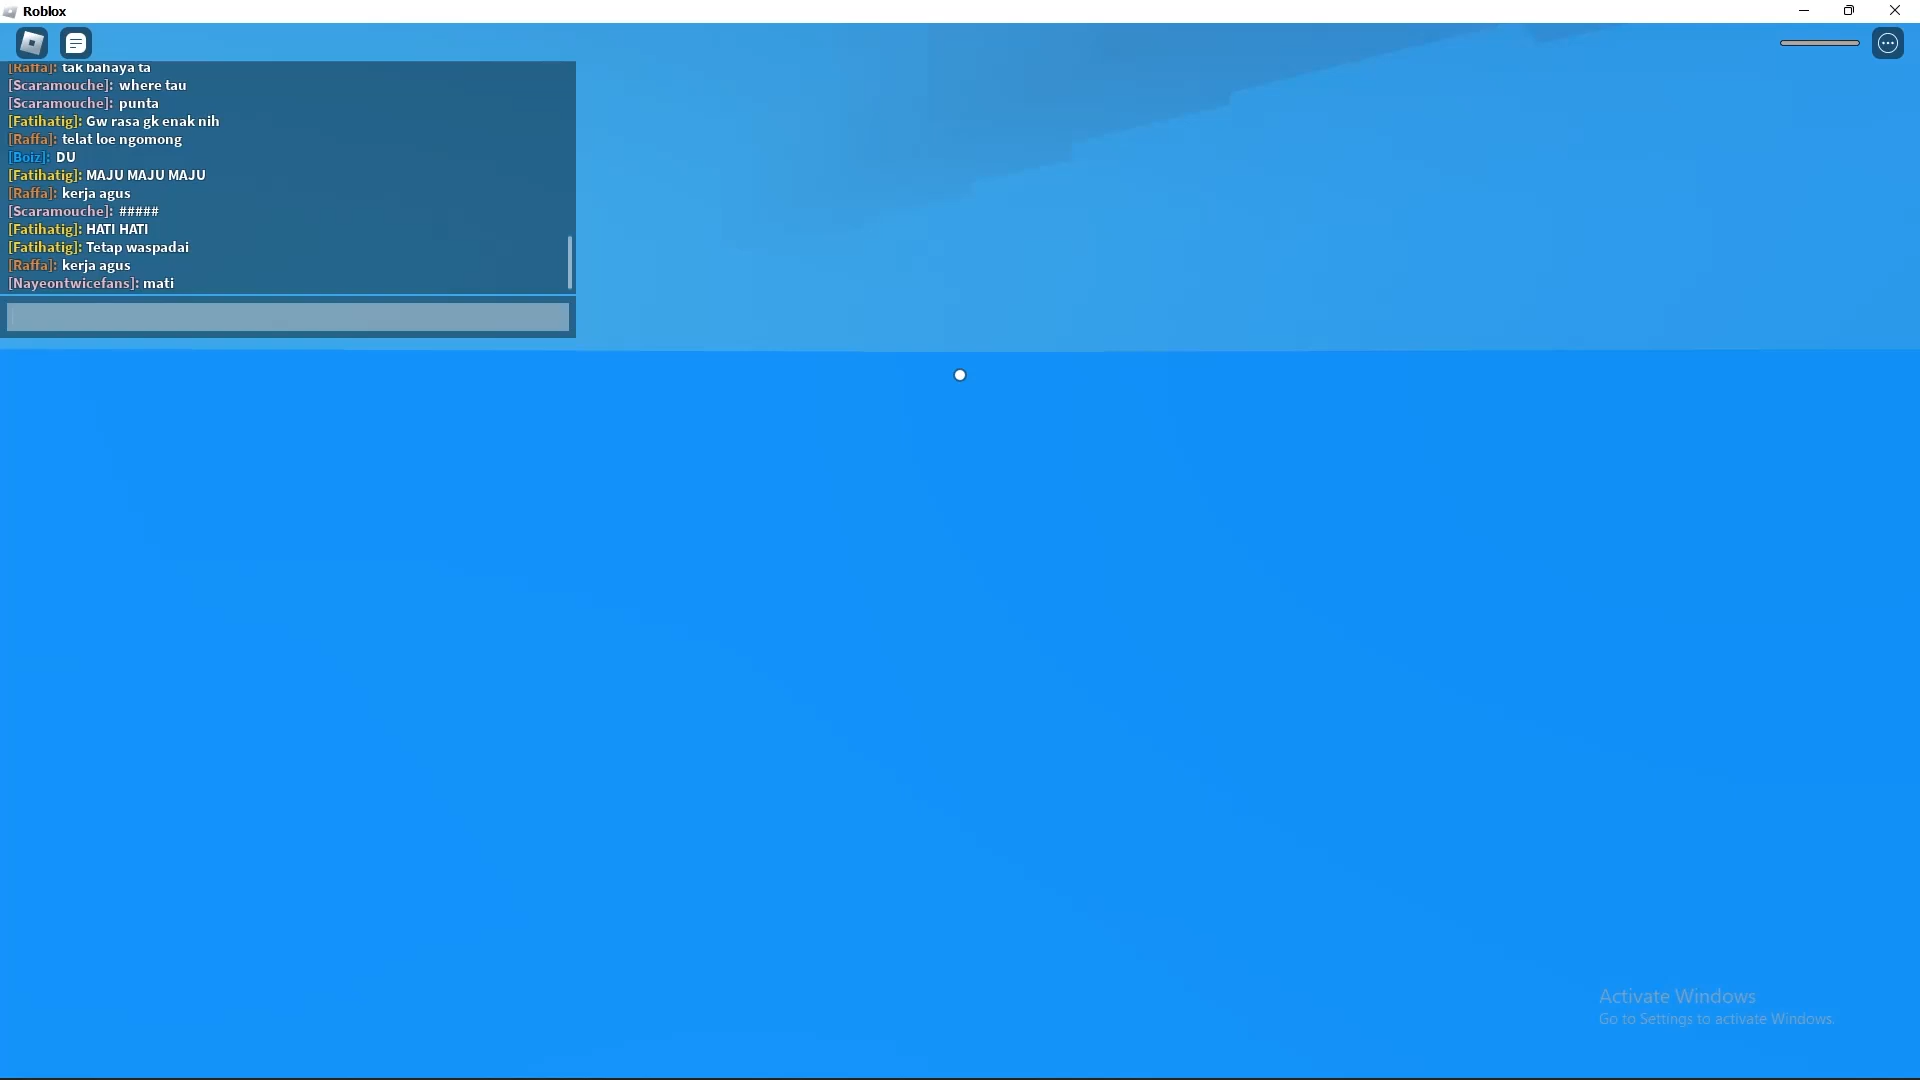 Roblox
[Raffa]: tak bahaya ta
[Scaramouche]: where tau
[Scaramouche]: punta
[Fatihatig]: Gw rasa gk enak nih
[Raffa]: telat loe ngomong
[Boiz]: DU
[Fatihatig]: MAJU MAJU MAJU
[Raffa]: kerja agus
[Scaramouche]: #####
[Fatihatig]: HATI HATI
[Fatihatig]: Tetap waspadai
[Raffa]: kerja agus
[Nayeontwicefans]: mati
Activate Windows
Go to Settings to activate Windows.